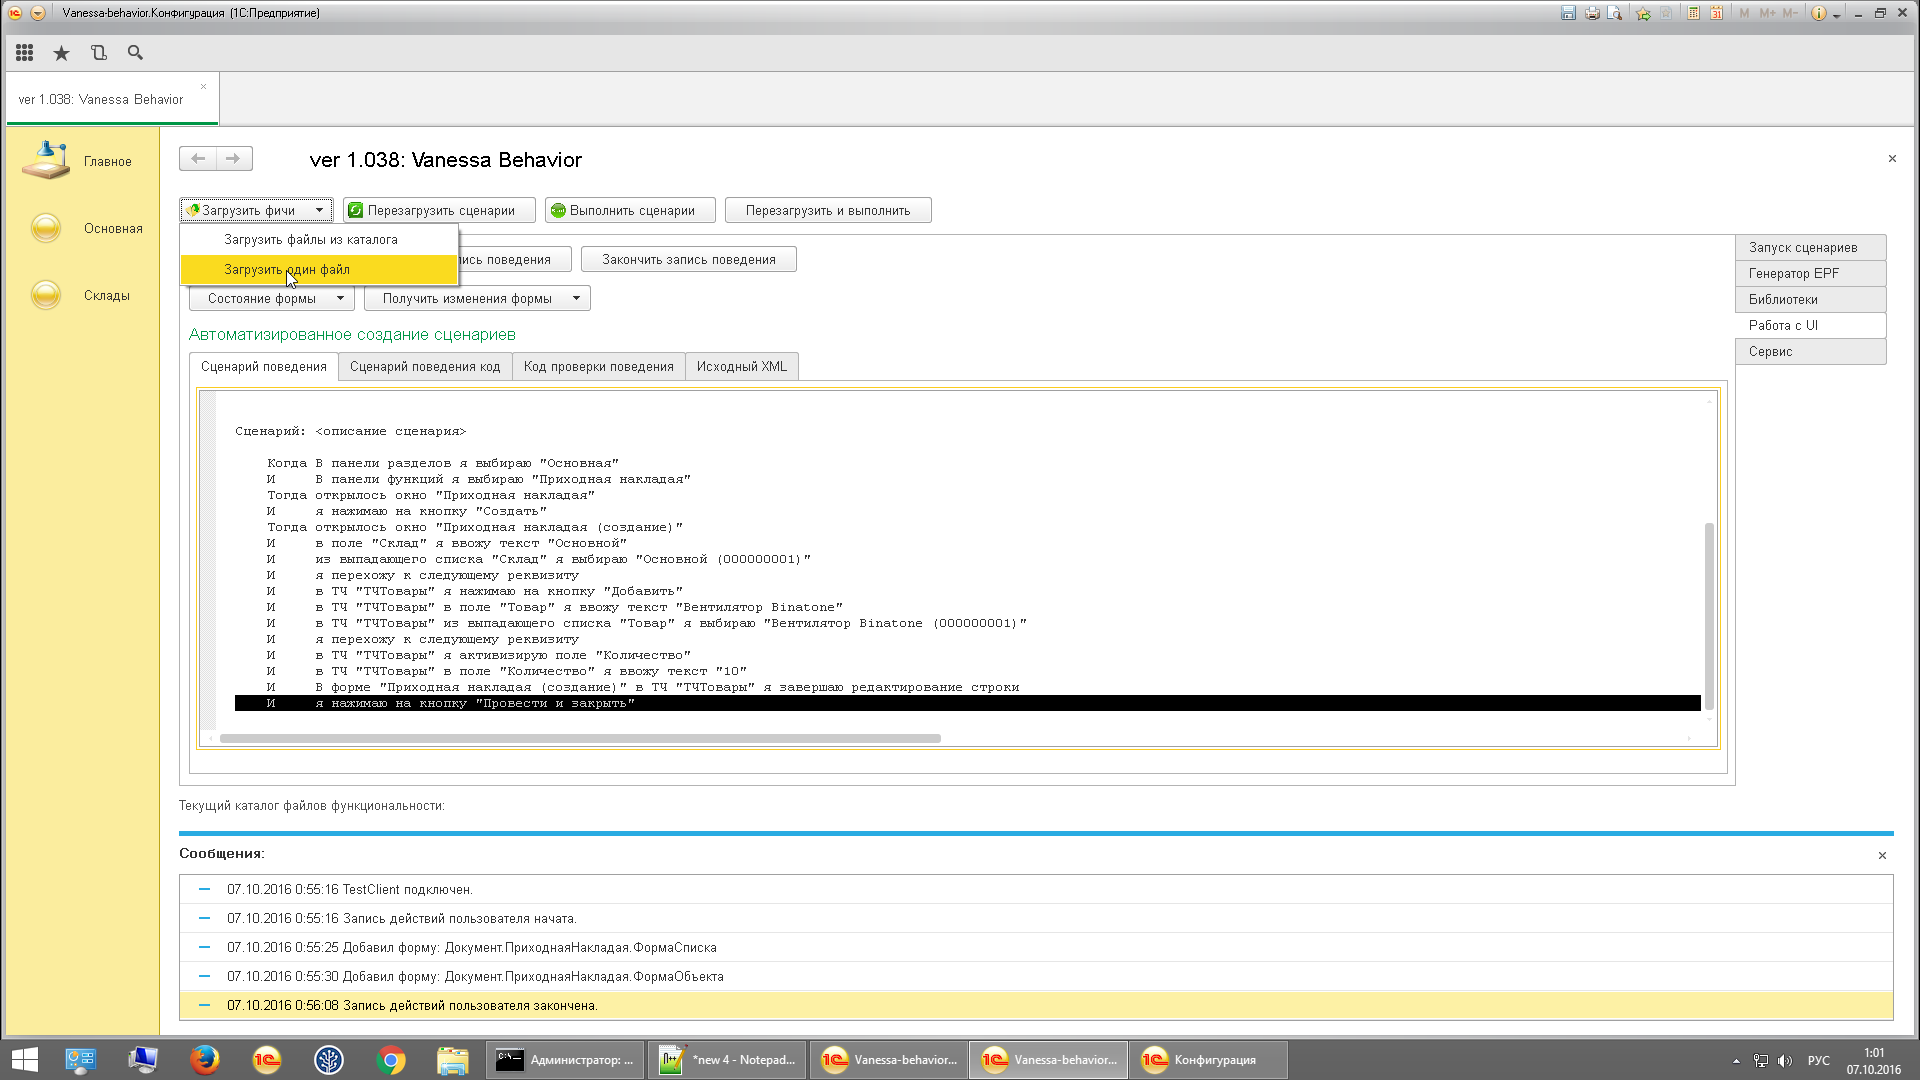 Vanessa-behavior.Конфигурация (1С:Предприятие)
M M+ M-
ver 1.038: Vanessa Behavior
Главное
Основная
Склады
ver 1.038: Vanessa Behavior
Загрузить фичи
Перезагрузить сценарии
Выполнить сценарии
Перезагрузить и выполнить
Загрузить файлы из каталога
Загрузить один файл
пись поведения
Закончить запись поведения
Состояние формы
Получить изменения формы
Запуск сценариев
Генератор EPF
Библиотеки
Работа с UI
Сервис
Автоматизированное создание сценариев
Сценарий поведения
Сценарий поведения код
Код проверки поведения
Исходный XML
Сценарий: <описание сценария>
Когда В панели разделов я выбираю "Основная"
И В панели функций я выбираю "Приходная накладая"
Тогда открылось окно "Приходная накладая"
И я нажимаю на кнопку "Создать"
Тогда открылось окно "Приходная накладая (создание)"
И в поле "Склад" я ввожу текст "Основной"
И из выпадающего списка "Склад" я выбираю "Основной (000000001)"
И я перехожу к следующему реквизиту
И в ТЧ "ТЧТовары" я нажимаю на кнопку "Добавить"
И в ТЧ "ТЧТовары" в поле "Товар" я ввожу текст "Вентилятор Binatone"
И в ТЧ "ТЧТовары" из выпадающего списка "Товар" я выбираю "Вентилятор Binatone (000000001)"
И я перехожу к следующему реквизиту
И в ТЧ "ТЧТовары" я активизирую поле "Количество"
И в ТЧ "ТЧТовары" в поле "Количество" я ввожу текст "10"
И В форме "Приходная накладая (создание)" в ТЧ "ТЧТовары" я завершаю редактирование строки
И я нажимаю на кнопку "Провести и закрыть"
Текущий каталог файлов функциональности:
Сообщения:
07.10.2016 0:55:16 TestClient подключен.
07.10.2016 0:55:16 Запись действий пользователя начата.
07.10.2016 0:55:25 Добавил форму: Документ.ПриходнаяНакладая.ФормаСписка
07.10.2016 0:55:30 Добавил форму: Документ.ПриходнаяНакладая.ФормаОбъекта
07.10.2016 0:56:08 Запись действий пользователя закончена.
Администратор: ...
*new 4 - Notepad...
Vanessa-behavior...
Vanessa-behavior...
Конфигурация
РУС
1:01
07.10.2016